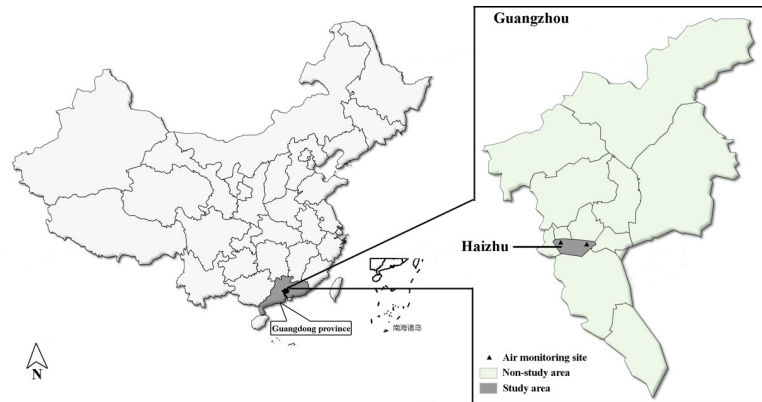 Guangzhou
Haizhu
Guangdong province
南海诸岛
N
Air monitoring site
Non-study area
Study area